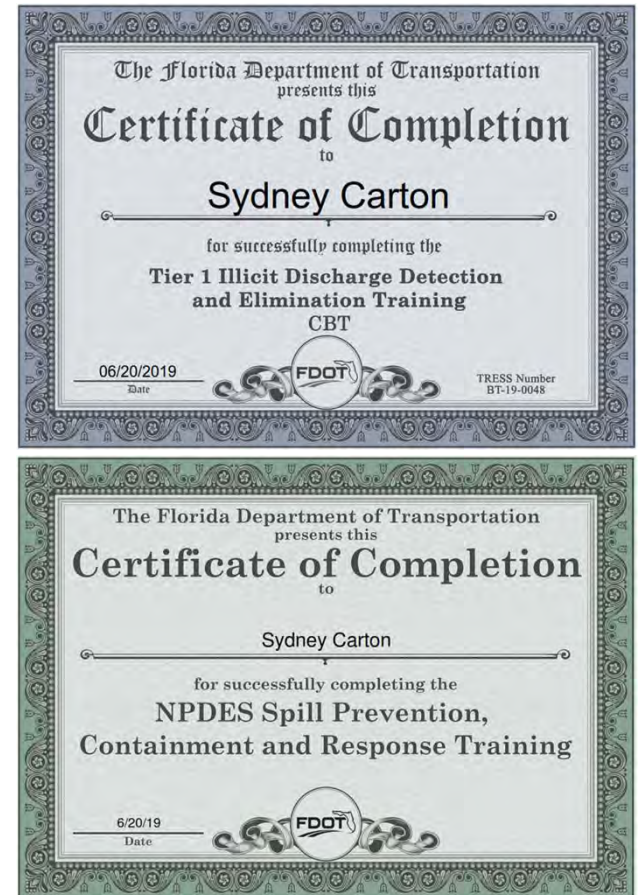 The Florida Department of Transportation
presents this
Certificate of Completion
to
Sydney Carton
for successfully completing the
Tier 1 Illicit Discharge Detection
and Elimination Training
CBT
06/20/2019
Date
FDOT
TRESS Number
BT-19-0048
The Florida Department of Transportation
presents this
Certificate of Completion
to
Sydney Carton
for successfully completing the
NPDES Spill Prevention,
Containment and Response Training
6/20/19
Date
FDOT